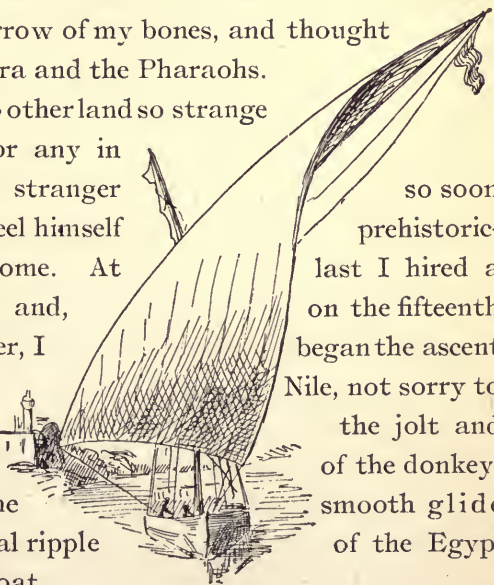 rrow of my bones, and thought
ra and the Pharaohs.
other land so strange
or any in
stranger so soon
eel himself prehistoric-
ome. At last I hired a
and, on the fifteenth
er, I began the ascent
Nile, not sorry to
the jolt and
of the donkey
smooth glide
al ripple of the Egyp
oat